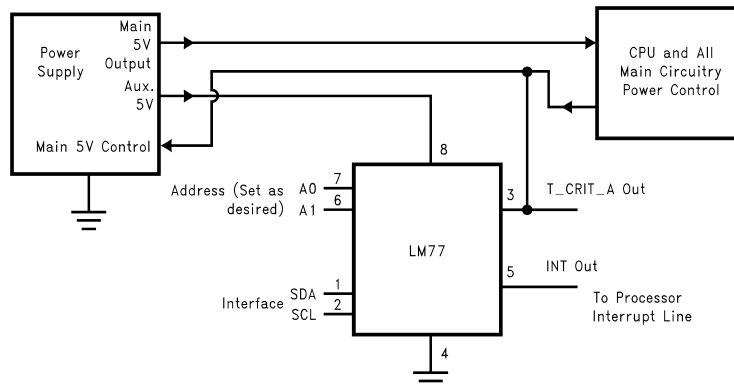 Main
5V
Output
Power
Supply
Aux.
5V
Main 5V Control
CPU and All
Main Circuitry
Power Control
8
Address (Set as
desired)
A0
7
A1
6
3
T_CRIT_A Out
LM77
5
INT Out
To Processor
Interrupt Line
Interface
SDA
1
SCL
2
4